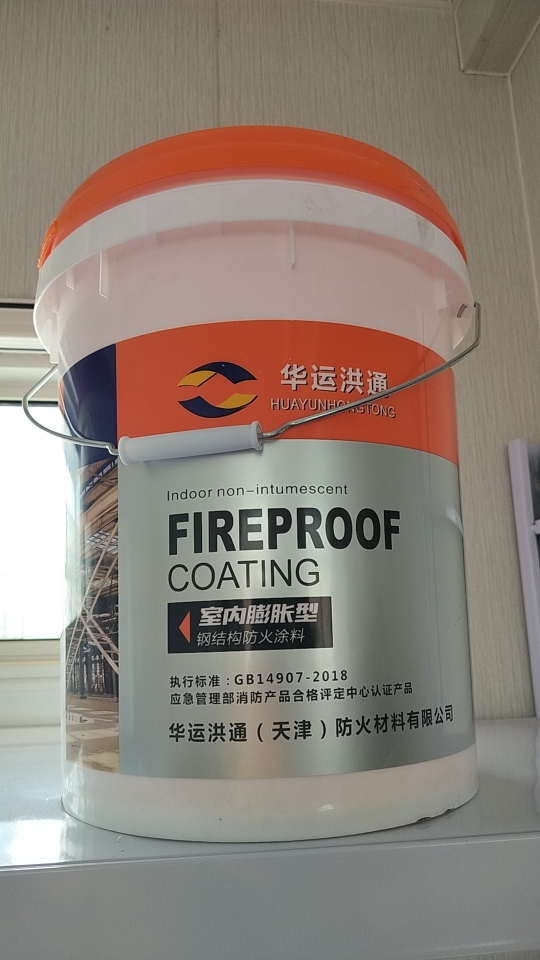 华运洪通
HUAYUNHONGTONG
Indoor non-intumescent
FIREPROOF
COATING
室内膨胀型
钢结构防火涂料
执行标准：GB14907-2018
应急管理部消防产品合格评定中心认证产品
华运洪通（天津）防火材料有限公司